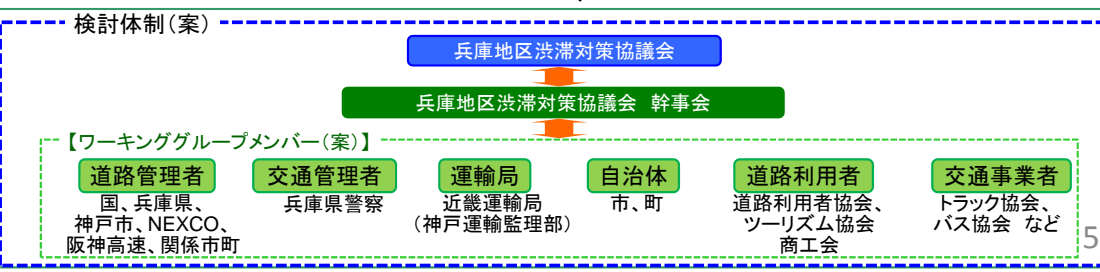 検討体制（案）
兵庫地区渋滞対策協議会
兵庫地区渋滞対策協議会 幹事会
【ワーキンググループメンバー（案）】
道路管理者
国、兵庫県、
神戸市、NEXCO、
阪神高速、関係市町
交通管理者
兵庫県警察
運輸局
近畿運輸局
（神戸運輸監理部）
自治体
市、町
道路利用者
道路利用者協会、
ツーリズム協会
商工会
交通事業者
トラック協会、
バス協会 など
5